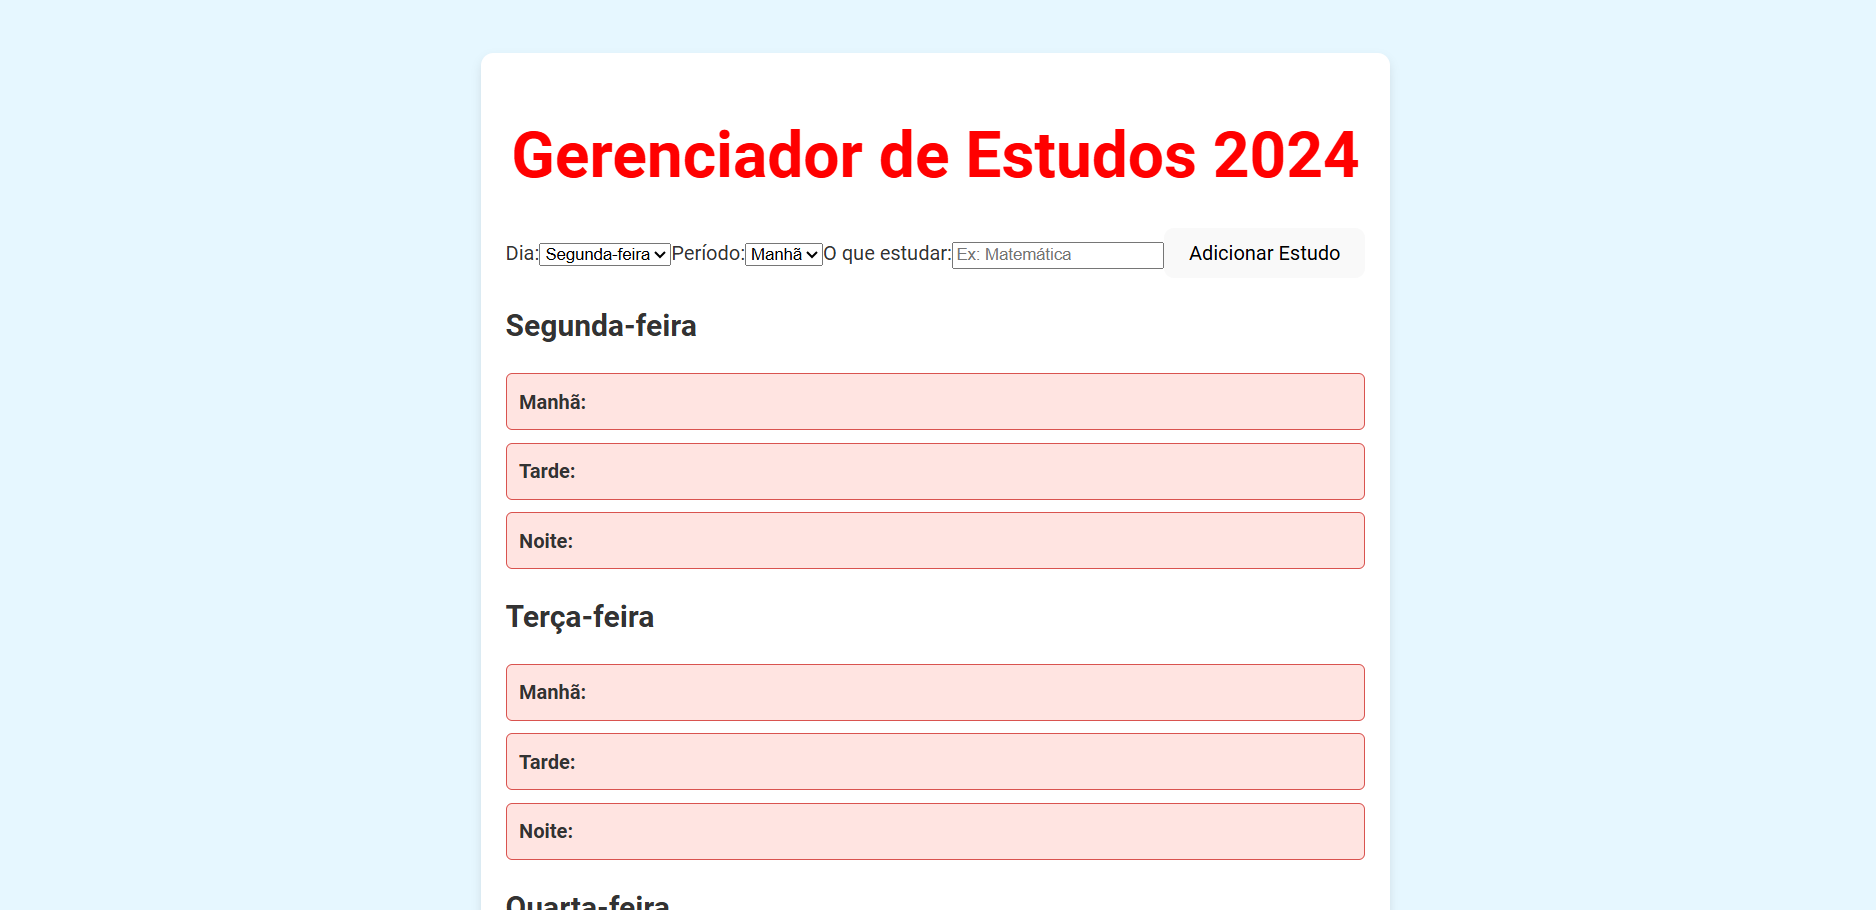 Gerenciador de Estudos 2024
Dia: Segunda-feira Período: Manhã O que estudar: Ex: Matemática Adicionar Estudo
Segunda-feira
Manhã:
Tarde:
Noite:
Terça-feira
Manhã:
Tarde:
Noite:
Quarta-feira